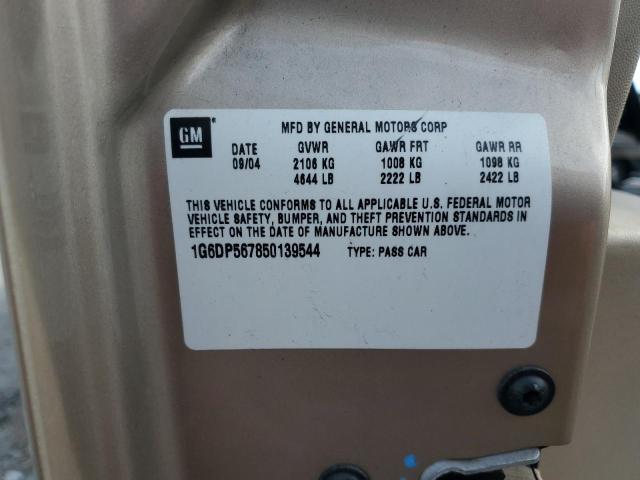 GM MFD BY GENERAL MOTORS CORP
DATE GVWR GAWR FRT GAWR RR
09/04 2106 KG 1008 KG 1098 KG
4644 LB 2222 LB 2422 LB
THIS VEHICLE CONFORMS TO ALL APPLICABLE U.S. FEDERAL MOTOR
VEHICLE SAFETY, BUMPER, AND THEFT PREVENTION STANDARDS IN
EFFECT ON THE DATE OF MANUFACTURE SHOWN ABOVE.
1G6DP567850139544 TYPE: PASS CAR